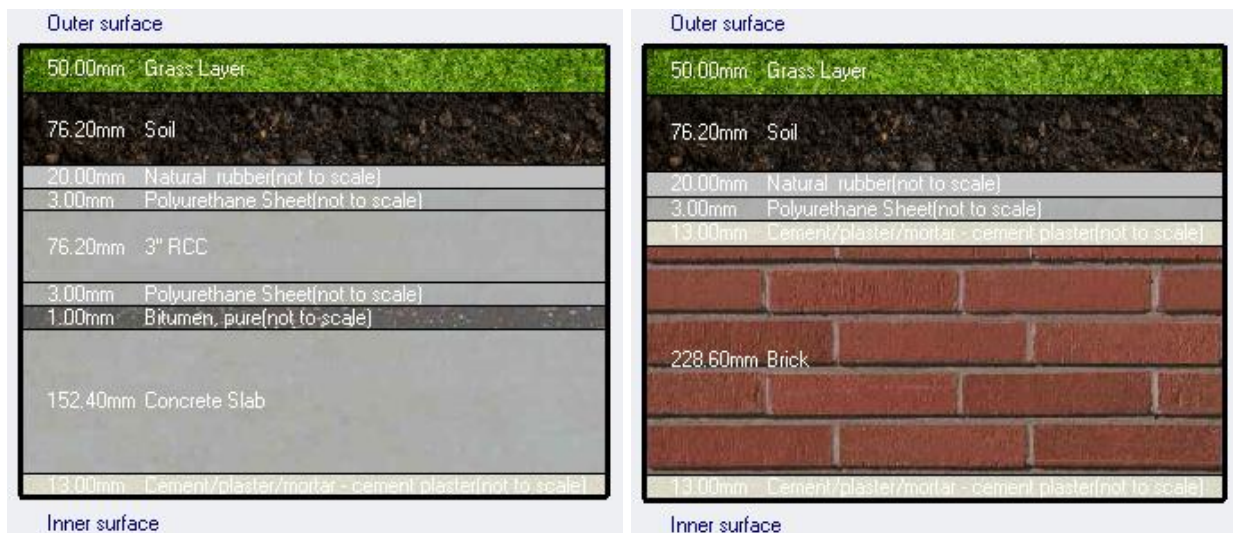 Outer surface
50.00mm Grass Layer
76.20mm Soil
20.00mm Natural rubber(not to scale)
3.00mm Polyurethane Sheet(not to scale)
76.20mm 3" RCC
3.00mm Polyurethane Sheet(not to scale)
1.00mm Bitumen, pure(not to scale)
152.40mm Concrete Slab
13.00mm Cement/plaster/mortar - cement plaster(not to scale)
Inner surface
Outer surface
50.00mm Grass Layer
76.20mm Soil
20.00mm Natural rubber(not to scale)
3.00mm Polyurethane Sheet(not to scale)
13.00mm Cement/plaster/mortar - cement plaster(not to scale)
228.60mm Brick
13.00mm Cement/plaster/mortar - cement plaster(not to scale)
Inner surface